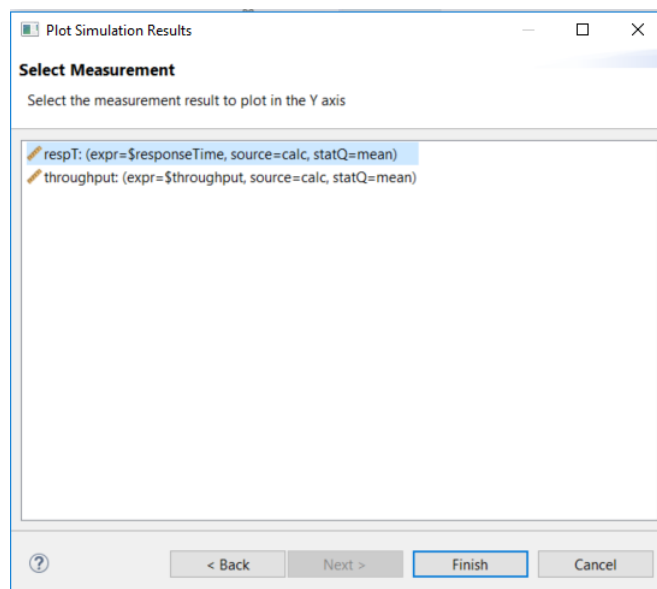 Plot Simulation Results
Select Measurement
Select the measurement result to plot in the Y axis
respT: (expr=$responseTime, source=calc, statQ=mean)
throughput: (expr=$throughput, source=calc, statQ=mean)
?
< Back
Next >
Finish
Cancel